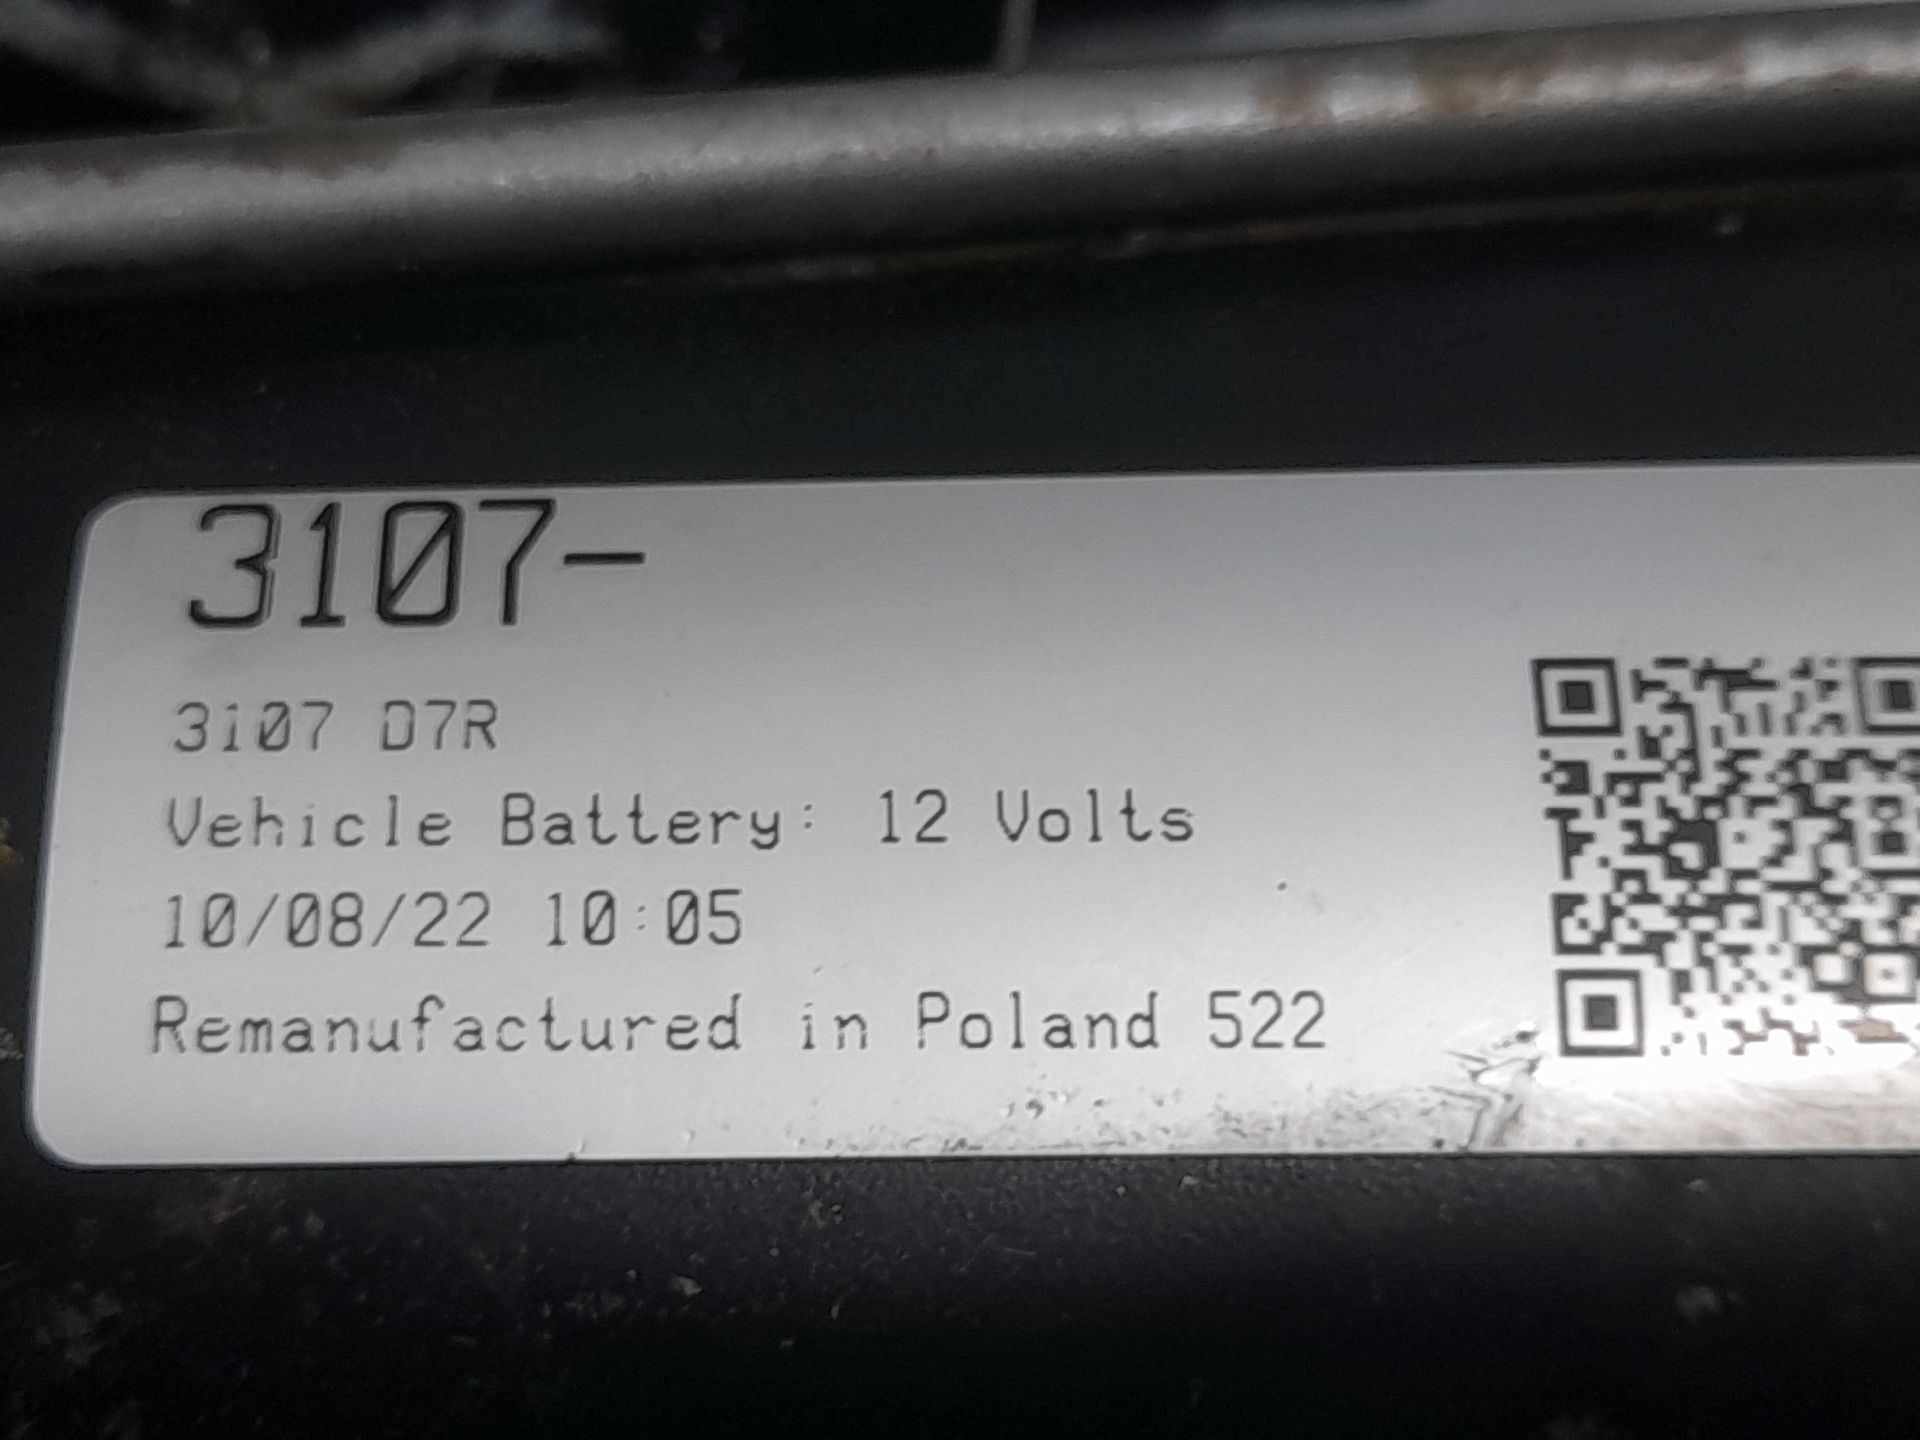 3107-
3107 D7R
Vehicle Battery: 12 Volts
10/08/22 10:05
Remanufactured in Poland 522